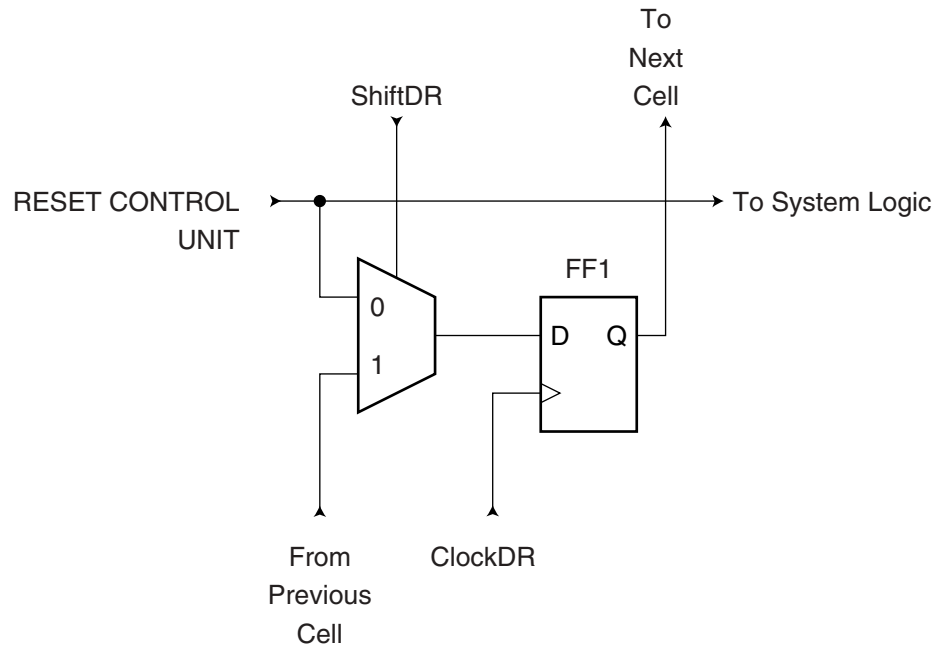 To
Next
Cell
ShiftDR
RESET CONTROL
UNIT
To System Logic
FF1
0
D Q
1
From
Previous
Cell
ClockDR